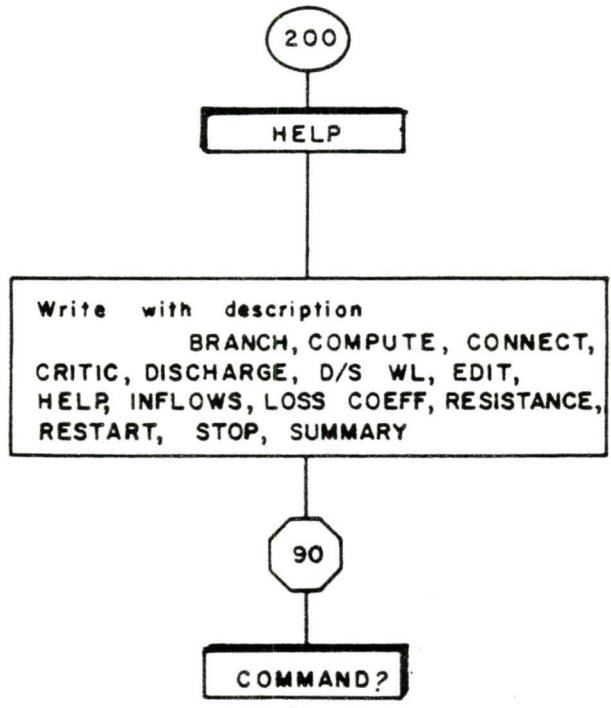 200
HELP
Write with description
BRANCH, COMPUTE, CONNECT,
CRITIC, DISCHARGE, D/S WL, EDIT,
HELP, INFLOWS, LOSS COEFF, RESISTANCE,
RESTART, STOP, SUMMARY
90
COMMAND?